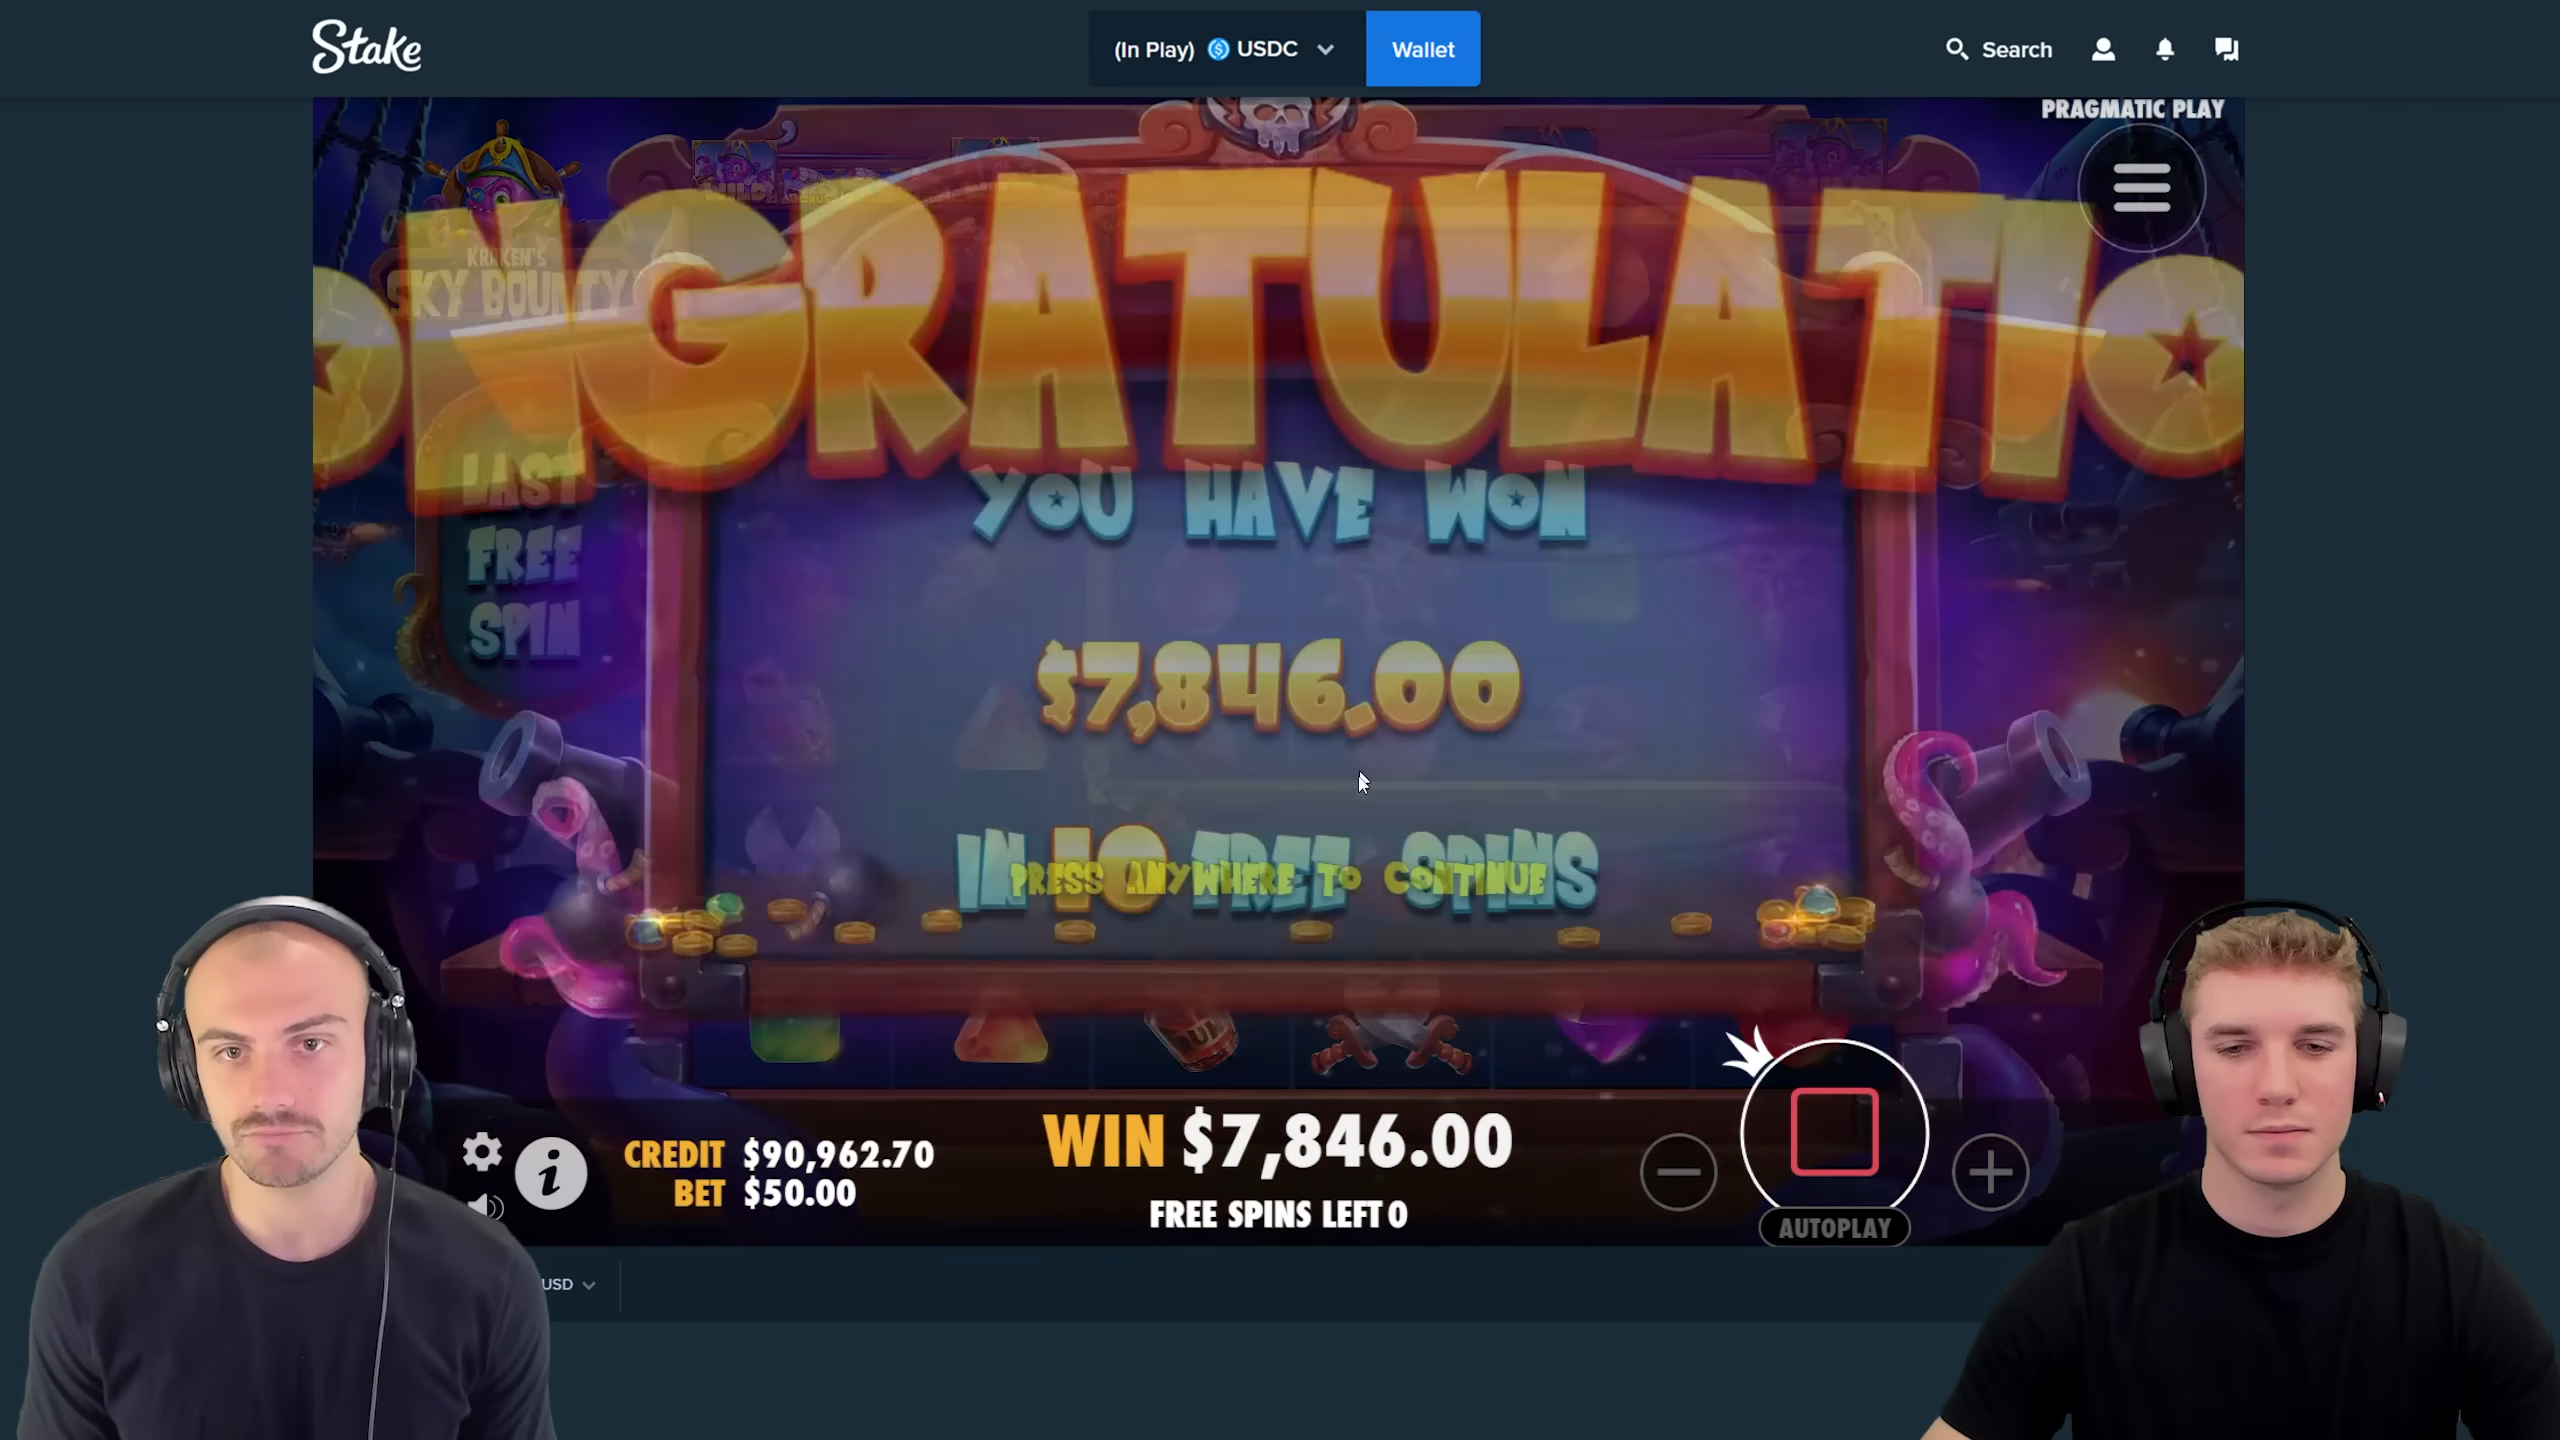 Stake
(In Play) USDC
Wallet
Search
PRAGMATIC PLAY
WILD
ONGRATULATIO
KRAKEN'S
SKY BOUNTY
LAST
FREE
SPIN
YOU HAVE WON
$7,846.00
IN 10 FREE SPINS
PRESS ANYWHERE TO CONTINUE
CREDIT $90,962.70
BET $50.00
WIN $7,846.00
FREE SPINS LEFT 0
AUTOPLAY
USD